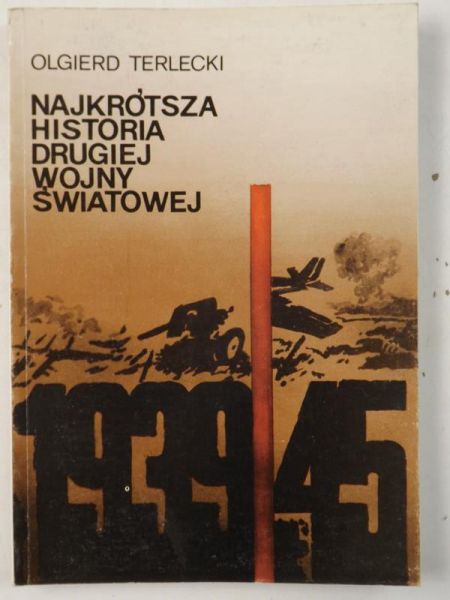 OLGIERD TERLECKI
NAJKRÓTSZA
HISTORIA
DRUGIEJ
WOJNY
ŚWIATOWEJ
1939 45